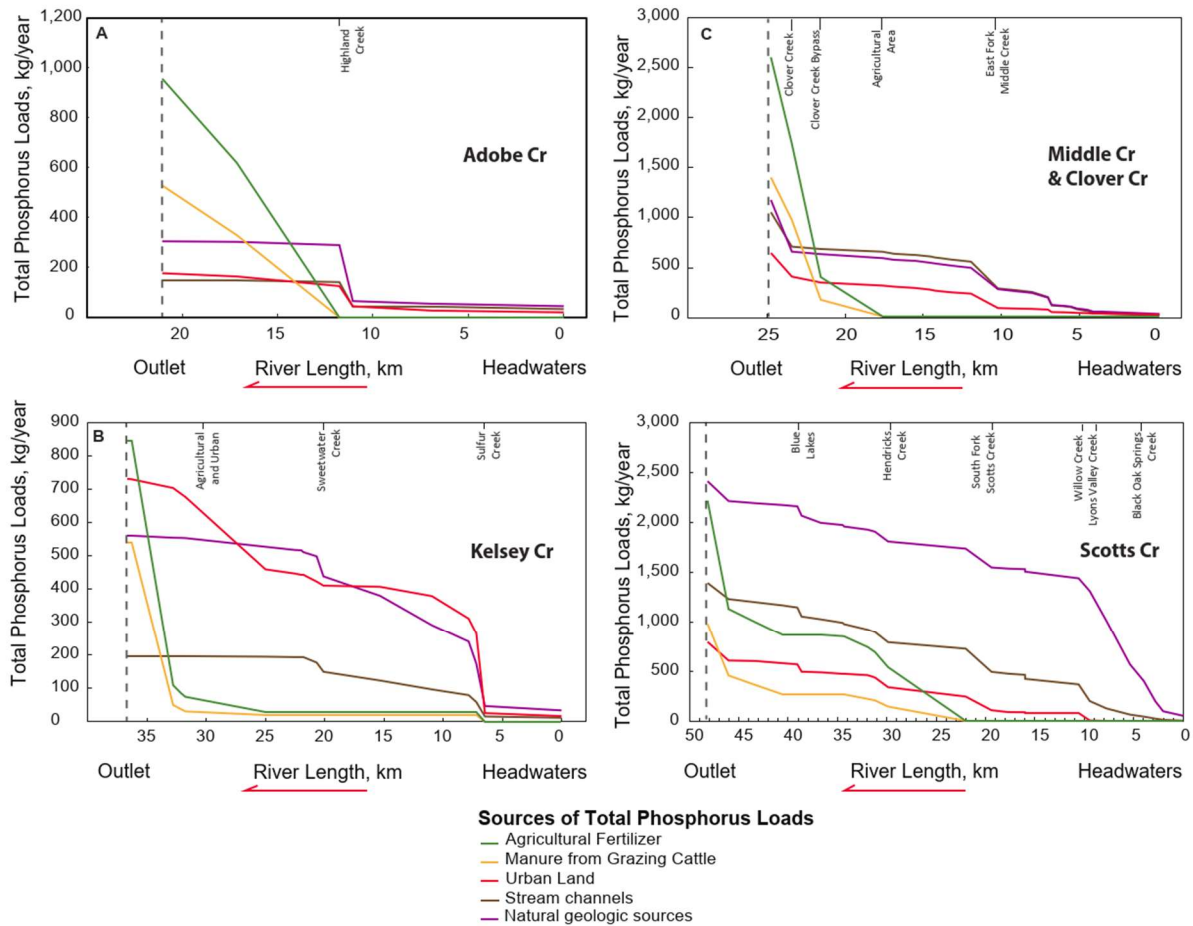 A
Total Phosphorus Loads, kg/year
1,200
1,000
800
600
400
200
0
Highland
Creek
Adobe Cr
20
15
10
5
0
Outlet
River Length, km
Headwaters
C
Total Phosphorus Loads, kg/year
3,000
2,500
2,000
1,500
1,000
500
0
Clover Creek
Clover Creek Bypass
Agricultural
Area
East Fork
Middle Creek
Middle Cr
& Clover Cr
25
20
15
10
5
0
Outlet
River Length, km
Headwaters
B
Total Phosphorus Loads, kg/year
900
800
700
600
500
400
300
200
100
0
Agricultural
and Urban
Sweetwater
Creek
Sulfur
Creek
Kelsey Cr
35
30
25
20
15
10
5
0
Outlet
River Length, km
Headwaters
Total Phosphorus Loads, kg/year
3,000
2,500
2,000
1,500
1,000
500
0
Blue
Lakes
Hendricks
Creek
South Fork
Scotts Creek
Willow Creek
Lyons Valley Creek
Black Oak Springs
Creek
Scotts Cr
50
45
40
35
30
25
20
15
10
5
0
Outlet
River Length, km
Headwaters
Sources of Total Phosphorus Loads
Agricultural Fertilizer
Manure from Grazing Cattle
Urban Land
Stream channels
Natural geologic sources